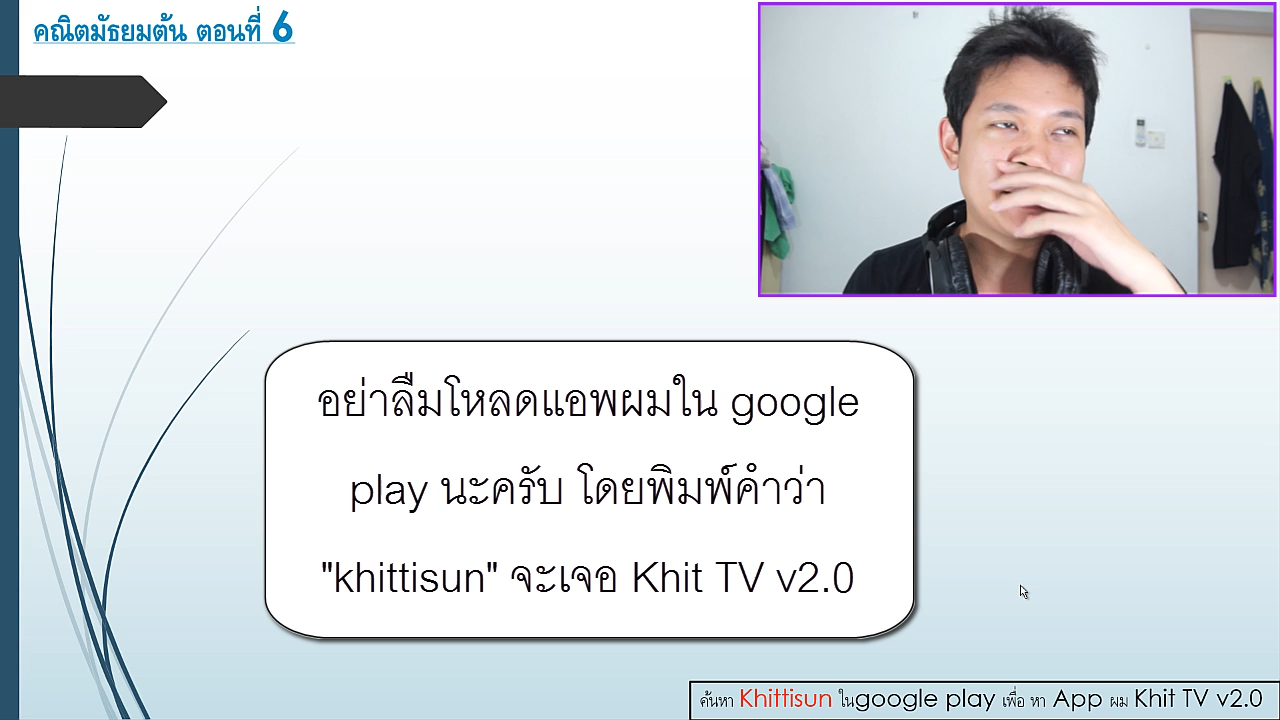 คณิตมัธยมต้น ตอนที่ 6
อย่าลืมโหลดแอพผมใน google
play นะครับ โดยพิมพ์คำว่า
"khittisun" จะเจอ Khit TV v2.0
ค้นหา Khittisun ในgoogle play เพื่อ หา App ผม Khit TV v2.0